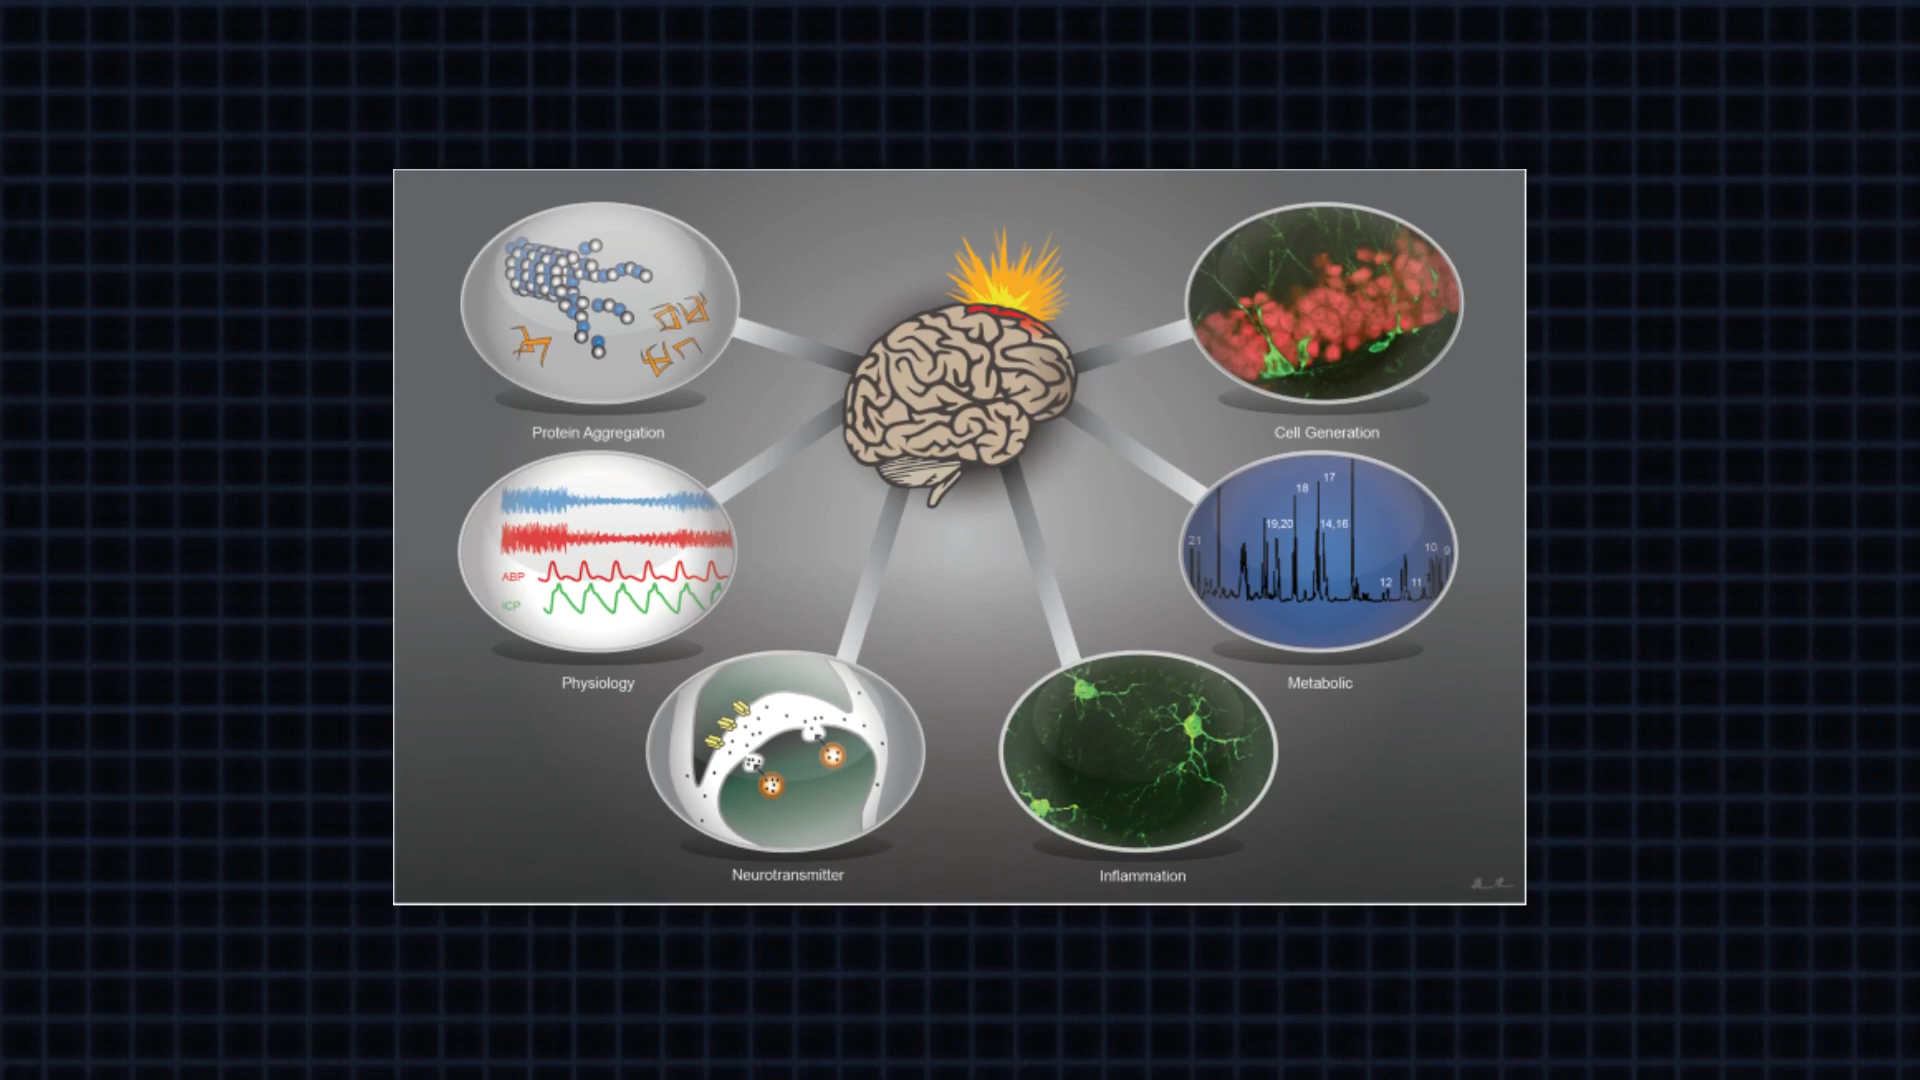 Protein Aggregation
Cell Generation
ABP
ICP
17
18
19,20
14,16
21
10
9
12
11
Physiology
Metabolic
Neurotransmitter
Inflammation